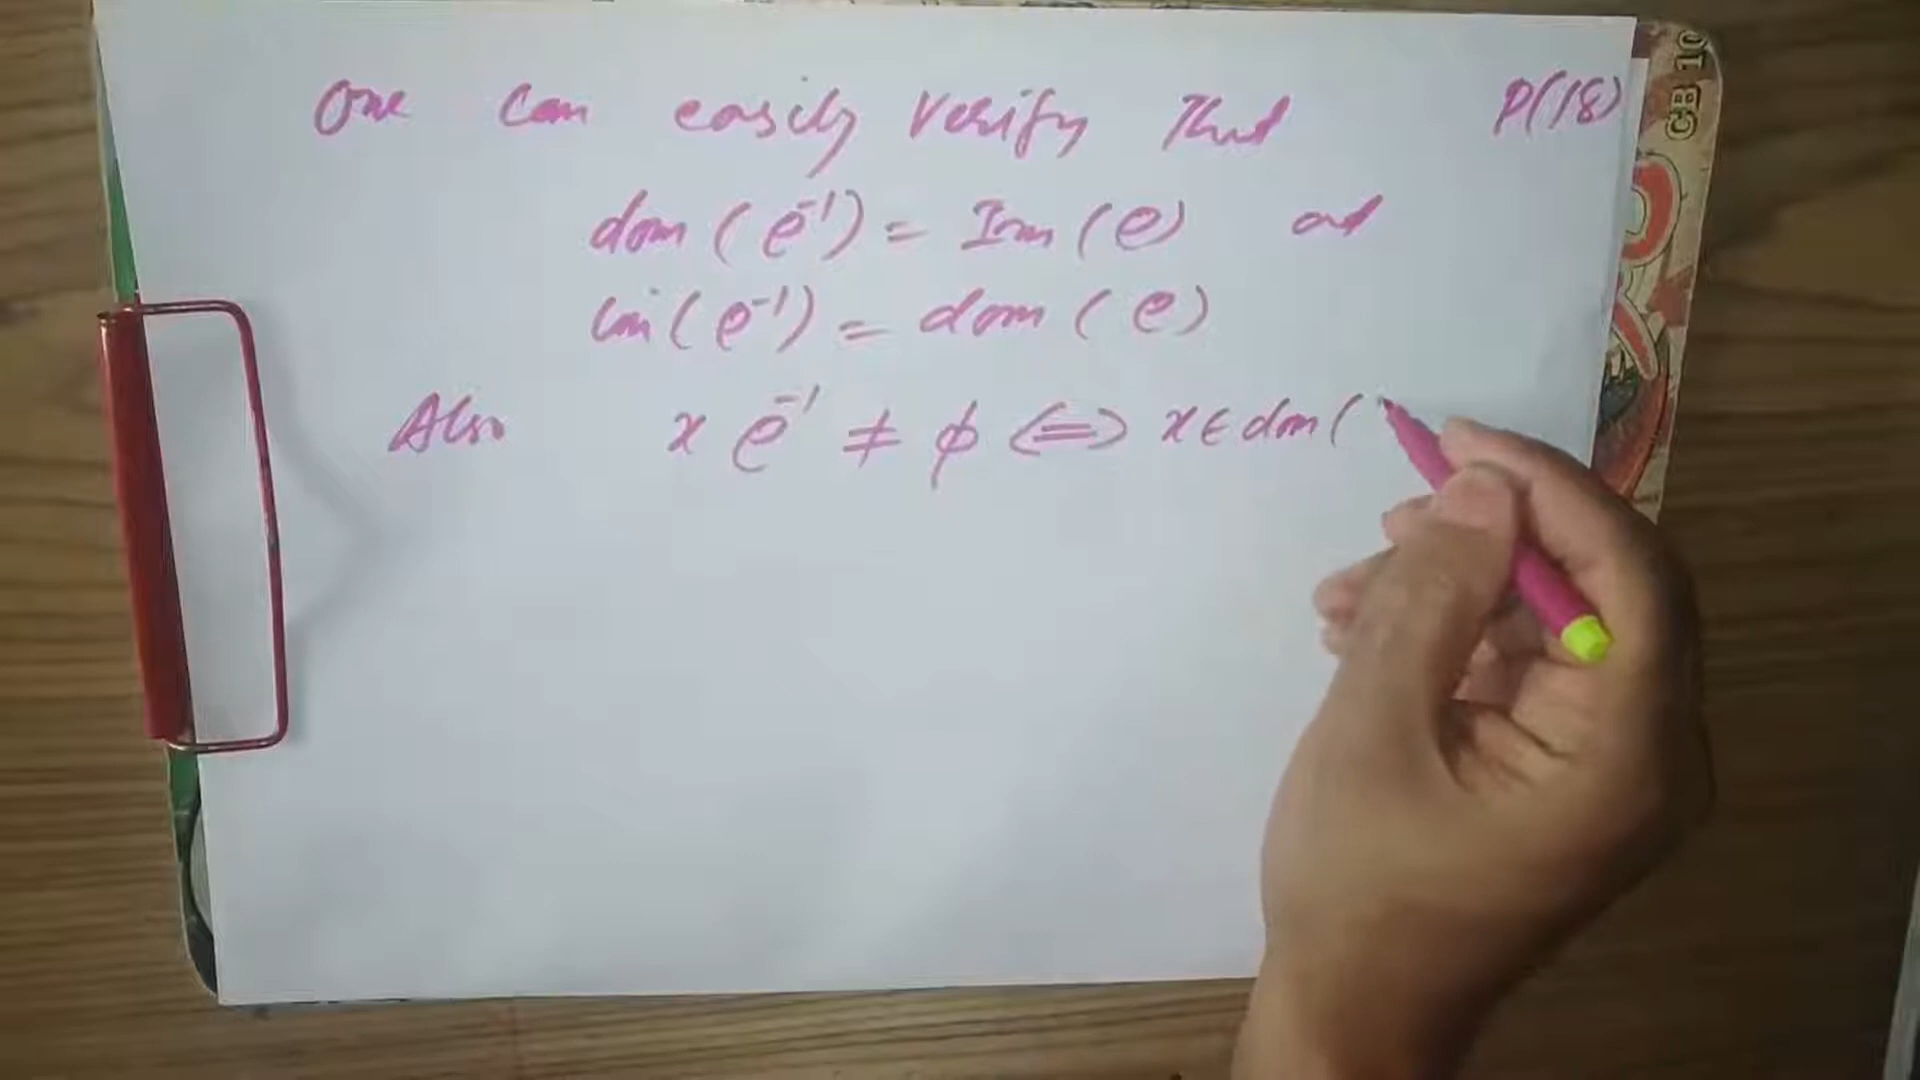 One can easily verify that P(18)
dom (ρ⁻¹) = Im (ρ) and
im (ρ⁻¹) = dom (ρ)
Also x ρ⁻¹ ≠ ϕ ⟺ x ∈ dom (
CB 10